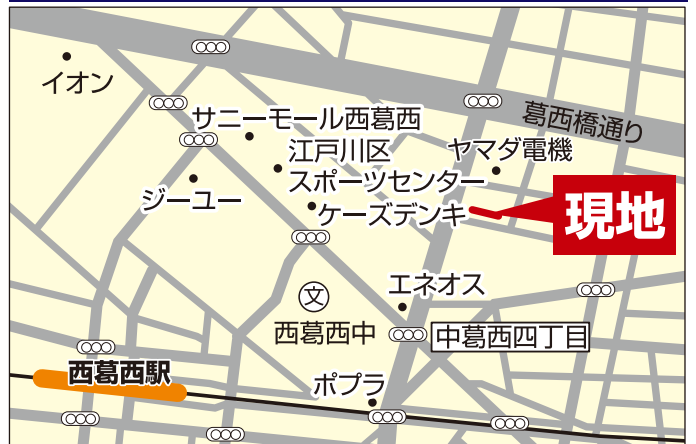 イオン
葛西橋通り
サニーモール西葛西
江戸川区
スポーツセンター
ヤマダ電機
ジーユー
ケーズデンキ
現地
エネオス
文
西葛西中
中葛西四丁目
西葛西駅
ポプラ